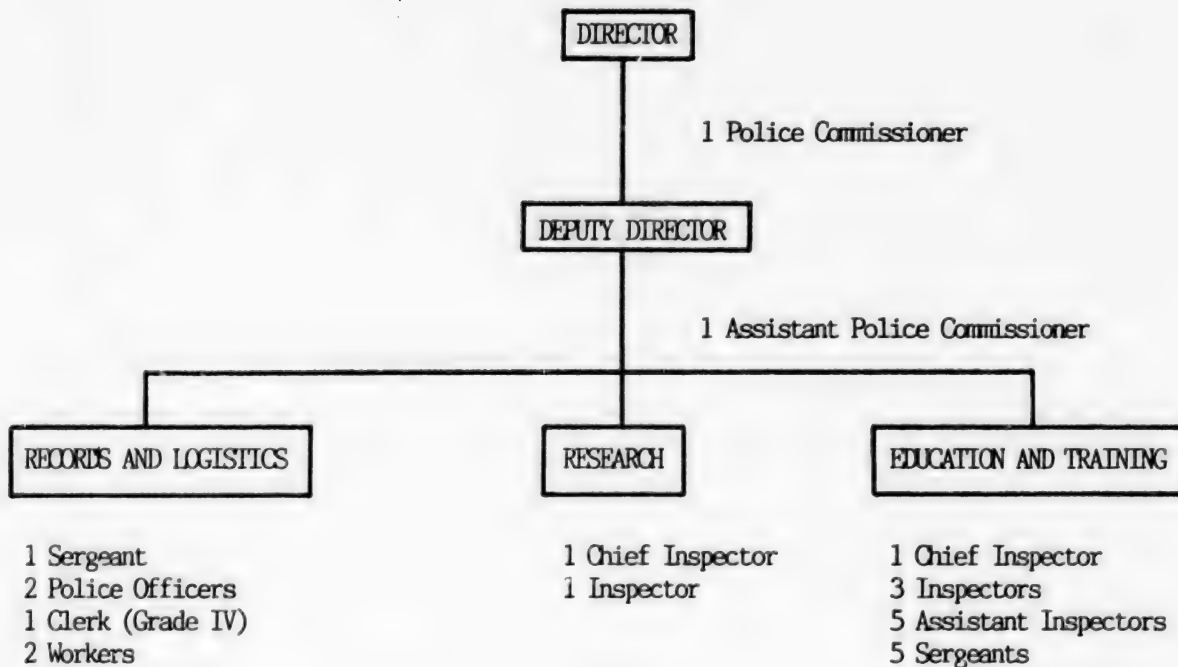 DIRECTOR
1 Police Commissioner
DEPUTY DIRECTOR
1 Assistant Police Commissioner
RECORDS AND LOGISTICS
1 Sergeant
2 Police Officers
1 Clerk (Grade IV)
2 Workers
RESEARCH
1 Chief Inspector
1 Inspector
EDUCATION AND TRAINING
1 Chief Inspector
3 Inspectors
5 Assistant Inspectors
5 Sergeants